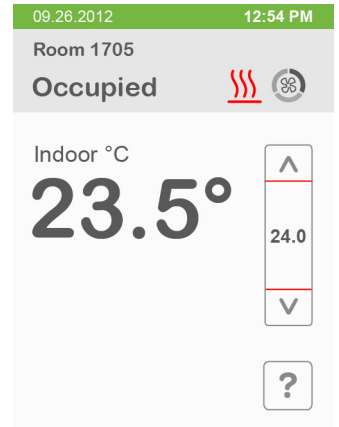 09.26.2012 12:54 PM
Room 1705
Occupied
Indoor °C
23.5°
24.0
?